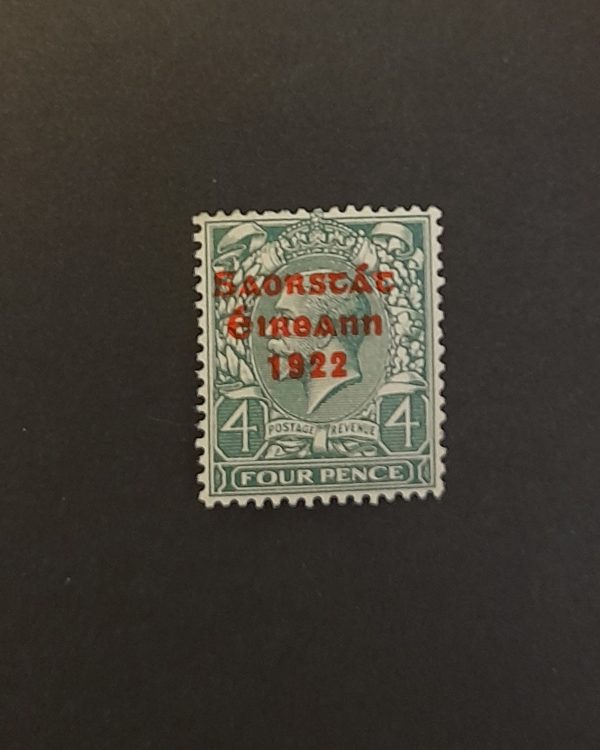 Saorstát
Éireann
1922
4 POSTAGE REVENUE 4
FOUR PENCE